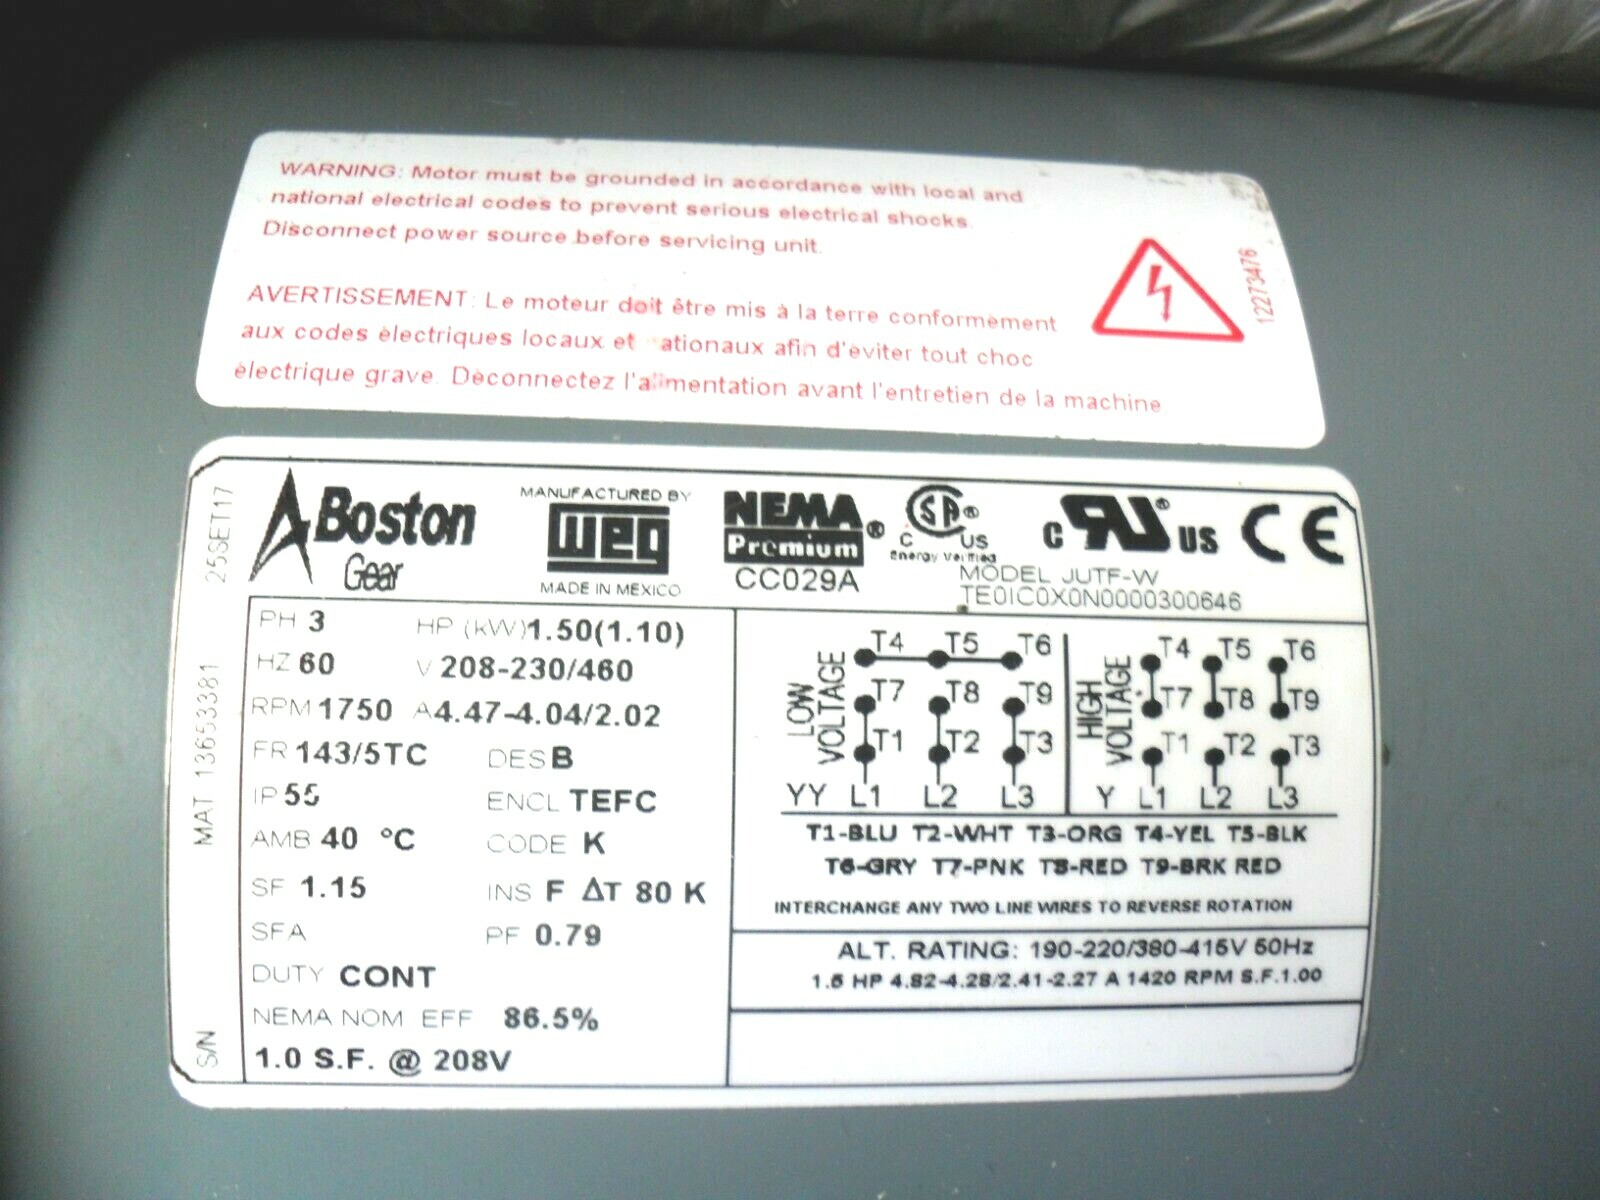 WARNING: Motor must be grounded in accordance with local and
national electrical codes to prevent serious electrical shocks.
Disconnect power source before servicing unit.
AVERTISSEMENT: Le moteur doit être mis à la terre conformément
aux codes électriques locaux et ationaux afin d'éviter tout choc
électrique grave. Déconnectez l'alimentation avant l'entretien de la machine
12273476
25SET17
MAT 13653381
S/N
Boston
Gear
MANUFACTURED BY
WEG
MADE IN MEXICO
NEMA ®
Premium
CC029A
SA ®
C US
Energy Verified
C RU ® US CE
MODEL JUTF-W
TE0IC0X0N0000300646
PH 3 HP (kW) 1.50(1.10)
HZ 60 V 208-230/460
RPM 1750 A 4.47-4.04/2.02
FR 143/5TC DES B
IP 55 ENCL TEFC
AMB 40 °C CODE K
SF 1.15 INS F ΔT 80 K
SFA PF 0.79
DUTY CONT
NEMA NOM EFF 86.5%
1.0 S.F. @ 208V
LOW VOLTAGE
T4 T5 T6
T7 T8 T9
T1 T2 T3
YY L1 L2 L3
HIGH VOLTAGE
T4 T5 T6
T7 T8 T9
T1 T2 T3
Y L1 L2 L3
T1-BLU T2-WHT T3-ORG T4-YEL T5-BLK
T6-GRY T7-PNK T8-RED T9-BRK RED
INTERCHANGE ANY TWO LINE WIRES TO REVERSE ROTATION
ALT. RATING: 190-220/380-415V 50Hz
1.5 HP 4.82-4.28/2.41-2.27 A 1420 RPM S.F.1.00